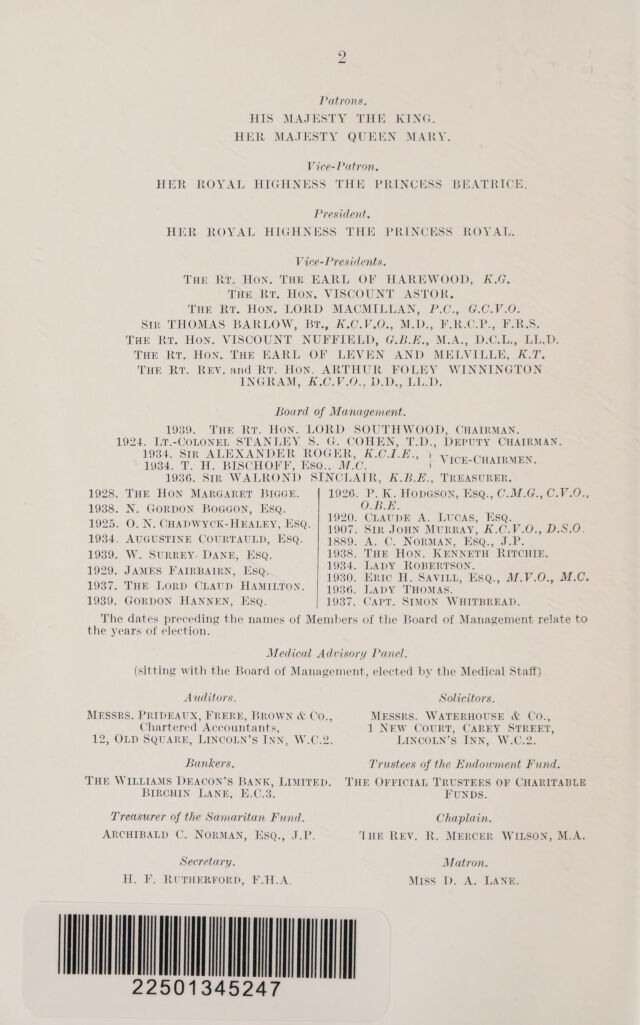 2
Patrons.
HIS MAJESTY THE KING.
HER MAJESTY QUEEN MARY.
Vice-Patron.
HER ROYAL HIGHNESS THE PRINCESS BEATRICE.
President.
HER ROYAL HIGHNESS THE PRINCESS ROYAL.
Vice-Presidents.
THE RT. HON. THE EARL OF HAREWOOD, K.G.
THE RT. HON. VISCOUNT ASTOR.
THE RT. HON. LORD MACMILLAN, P.C., G.C.V.O.
SIR THOMAS BARLOW, BT., K.C.V.O., M.D., F.R.C.P., F.R.S.
THE RT. HON. VISCOUNT NUFFIELD, G.B.E., M.A., D.C.L., LL.D.
THE RT. HON. THE EARL OF LEVEN AND MELVILLE, K.T.
THE RT. REV. and RT. HON. ARTHUR FOLEY WINNINGTON
INGRAM, K.C.V.O., D.D., LL.D.
Board of Management.
1939. THE RT. HON. LORD SOUTHWOOD, CHAIRMAN.
1924. LT.-COLONEL STANLEY S. G. COHEN, T.D., DEPUTY CHAIRMAN.
1934. SIR ALEXANDER ROGER, K.C.I.E., } VICE-CHAIRMEN.
1934. T. H. BISCHOFF, ESQ., M.C.
1936. SIR WALROND SINCLAIR, K.B.E., TREASURER.
1928. THE HON MARGARET BIGGE.
1938. N. GORDON BOGGON, ESQ.
1925. O. N. CHADWYCK-HEALEY, ESQ.
1934. AUGUSTINE COURTAULD, ESQ.
1939. W. SURREY DANE, ESQ.
1929. JAMES FAIRBAIRN, ESQ.
1937. THE LORD CLAUD HAMILTON.
1939. GORDON HANNEN, ESQ.
1926. P. K. HODGSON, ESQ., C.M.G., C.V.O.,
O.B.E.
1920. CLAUDE A. LUCAS, ESQ.
1907. SIR JOHN MURRAY, K.C.V.O., D.S.O.
1889. A. C. NORMAN, ESQ., J.P.
1938. THE HON. KENNETH RITCHIE.
1934. LADY ROBERTSON.
1930. ERIC H. SAVILL, ESQ., M.V.O., M.C.
1936. LADY THOMAS.
1937. CAPT. SIMON WHITBREAD.
The dates preceding the names of Members of the Board of Management relate to
the years of election.
Medical Advisory Panel.
(sitting with the Board of Management, elected by the Medical Staff)
Auditors.
MESSRS. PRIDEAUX, FRERE, BROWN & CO.,
Chartered Accountants,
12, OLD SQUARE, LINCOLN'S INN, W.C.2.
Solicitors.
MESSRS. WATERHOUSE & CO.,
1 NEW COURT, CAREY STREET,
LINCOLN'S INN, W.C.2.
Bankers.
THE WILLIAMS DEACON'S BANK, LIMITED.
BIRCHIN LANE, E.C.3.
Trustees of the Endowment Fund.
THE OFFICIAL TRUSTEES OF CHARITABLE
FUNDS.
Treasurer of the Samaritan Fund.
ARCHIBALD C. NORMAN, ESQ., J.P.
Chaplain.
THE REV. R. MERCER WILSON, M.A.
Secretary.
H. F. RUTHERFORD, F.H.A.
Matron.
MISS D. A. LANE.
22501345247